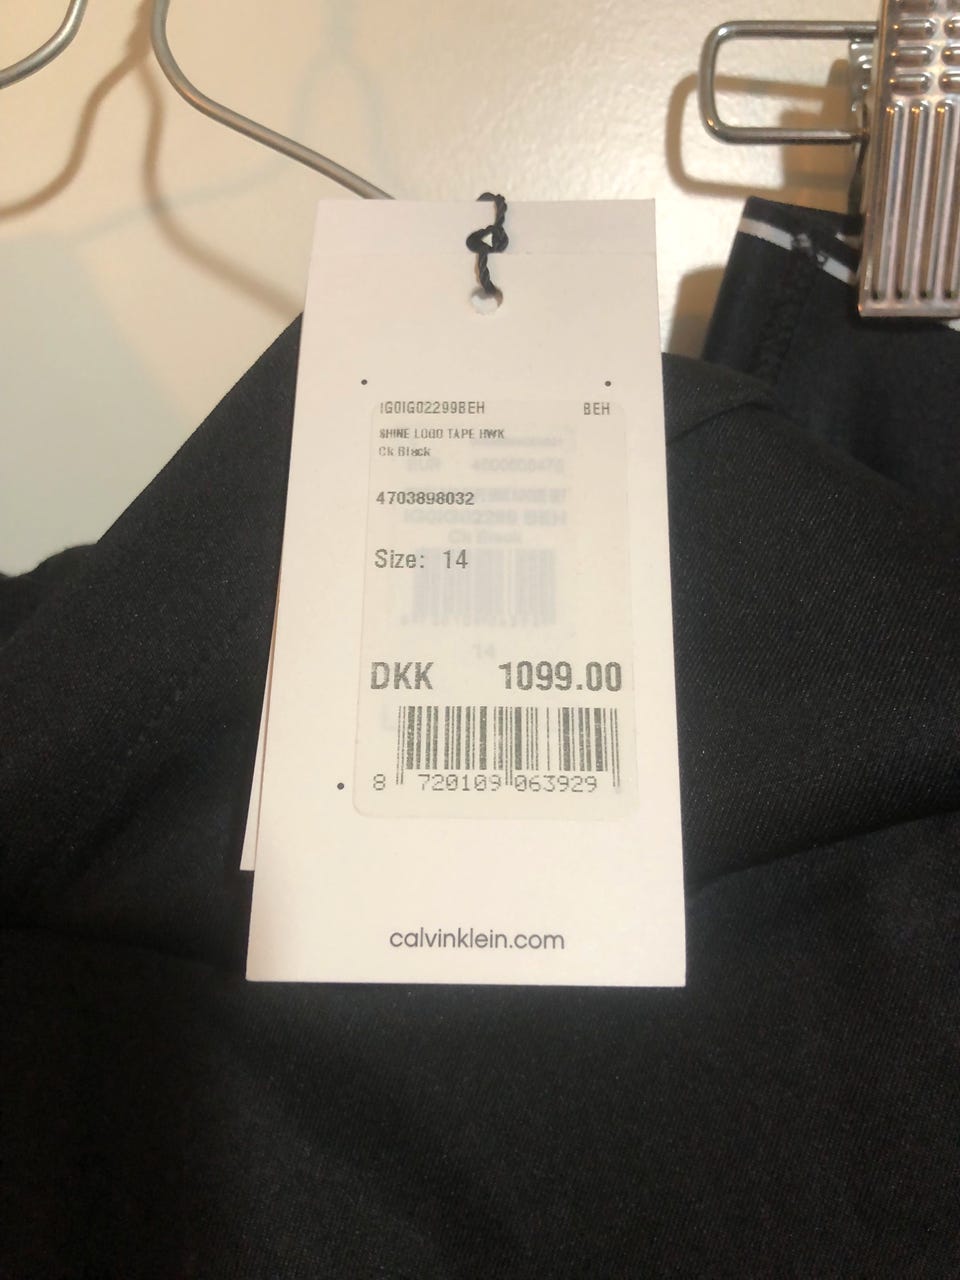 IG0IG02299BEH BEH
SHINE LOGO TAPE HWK
Ck Black
4703898032
Size: 14
DKK 1099.00
8 720109 063929
calvinklein.com